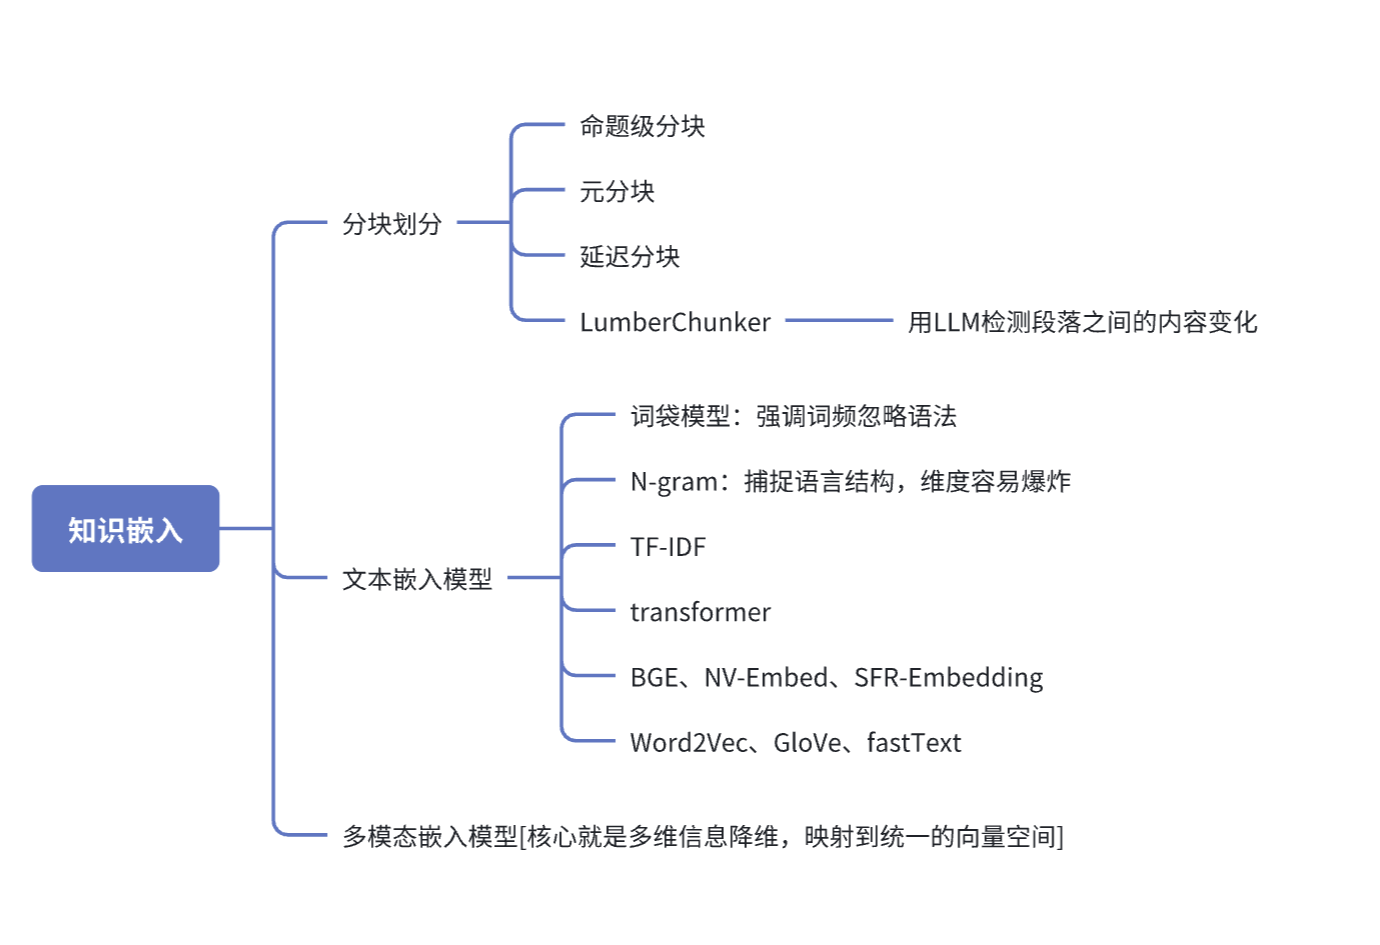 命题级分块
元分块
分块划分
延迟分块
LumberChunker
用LLM检测段落之间的内容变化
词袋模型：强调词频忽略语法
N-gram：捕捉语言结构，维度容易爆炸
知识嵌入
TF-IDF
文本嵌入模型
transformer
BGE、NV-Embed、SFR-Embedding
Word2Vec、GloVe、fastText
多模态嵌入模型[核心就是多维信息降维，映射到统一的向量空间]